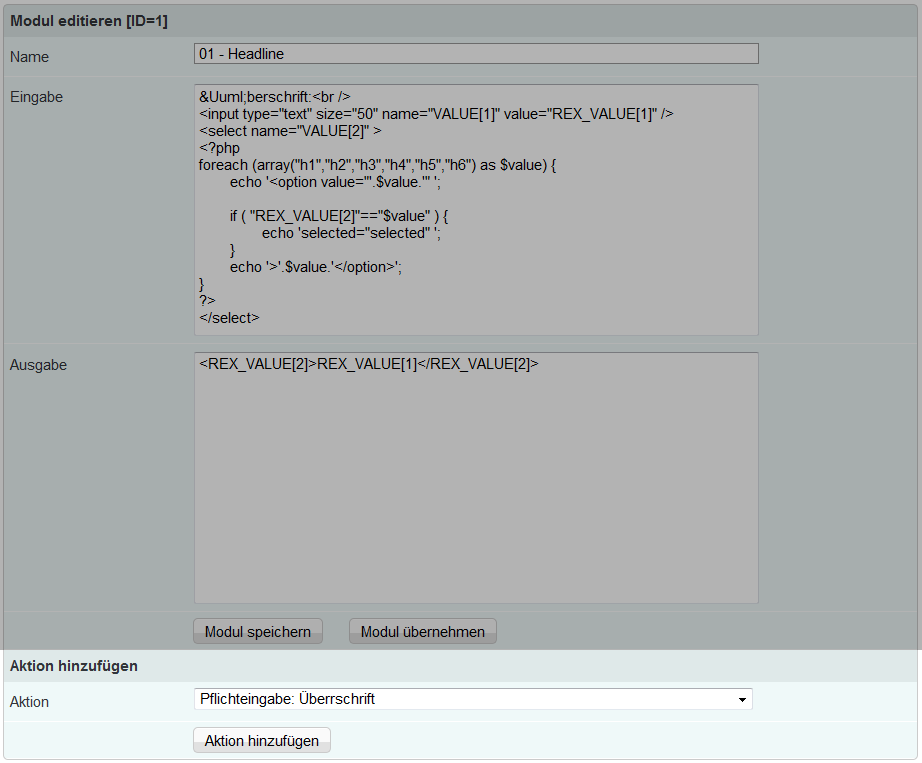 Modul editieren [ID=1]
Name
01 - Headline
Eingabe
&Uuml;berschrift:<br />
<input type="text" size="50" name="VALUE[1]" value="REX_VALUE[1]" />
<select name="VALUE[2]" >
<?php
foreach (array("h1","h2","h3","h4","h5","h6") as $value) {
echo '<option value="'.$value.'" ';
if ( "REX_VALUE[2]"=="$value" ) {
echo 'selected="selected" ';
}
echo '>'.$value.'</option>';
}
?>
</select>
Ausgabe
<REX_VALUE[2]>REX_VALUE[1]</REX_VALUE[2]>
Modul speichern Modul übernehmen
Aktion hinzufügen
Aktion
Pflichteingabe: Überrschrift
Aktion hinzufügen